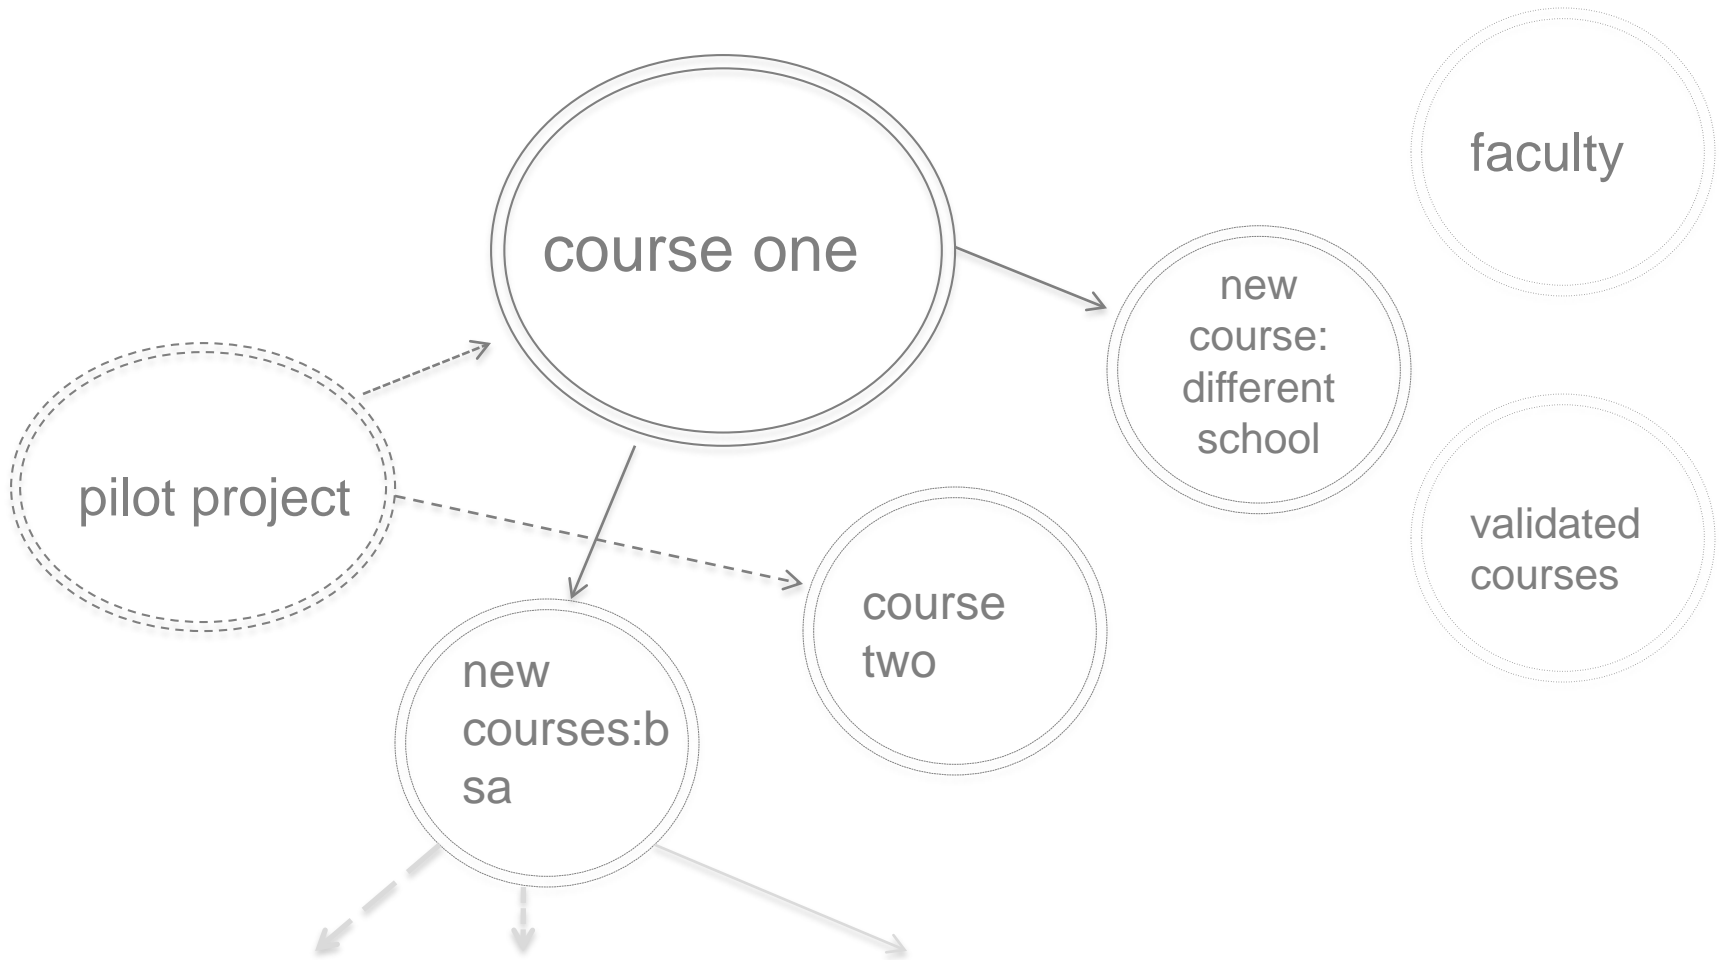 course one
faculty
new
course:
different
school
pilot project
validated
courses
course
two
new
courses:b
sa